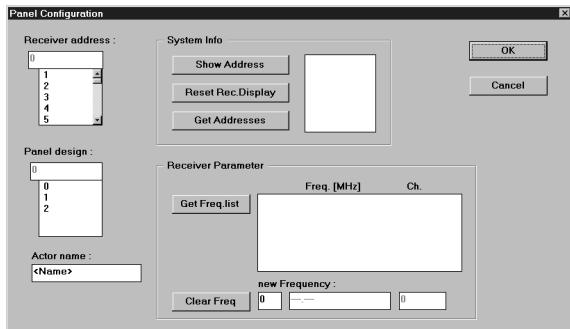 Panel Configuration
Receiver address :
0
1
2
3
4
5
System Info
Show Address
Reset Rec.Display
Get Addresses
OK
Cancel
Panel design :
0
0
1
2
Actor name :
<Name>
Receiver Parameter
Freq. [MHz] Ch.
Get Freq.list
new Frequency :
Clear Freq 0 ---.--- 0